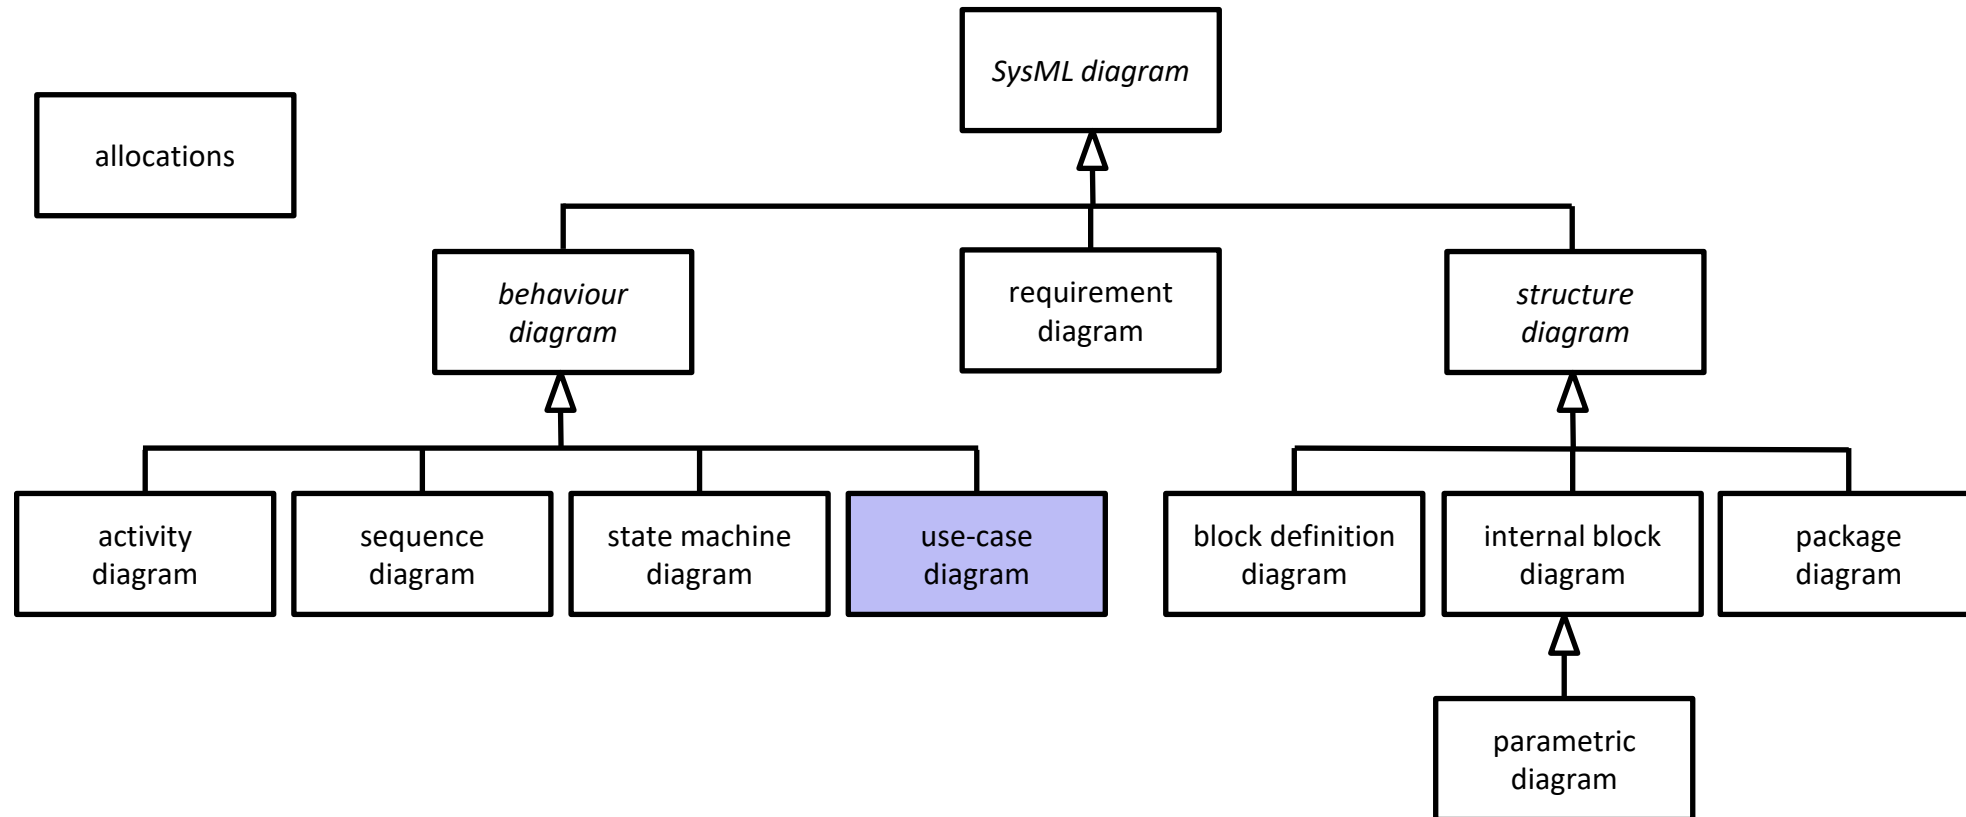 SysML diagram
allocations
behaviour
diagram
requirement
diagram
structure
diagram
activity
diagram
sequence
diagram
state machine
diagram
use-case
diagram
block definition
diagram
internal block
diagram
package
diagram
parametric
diagram